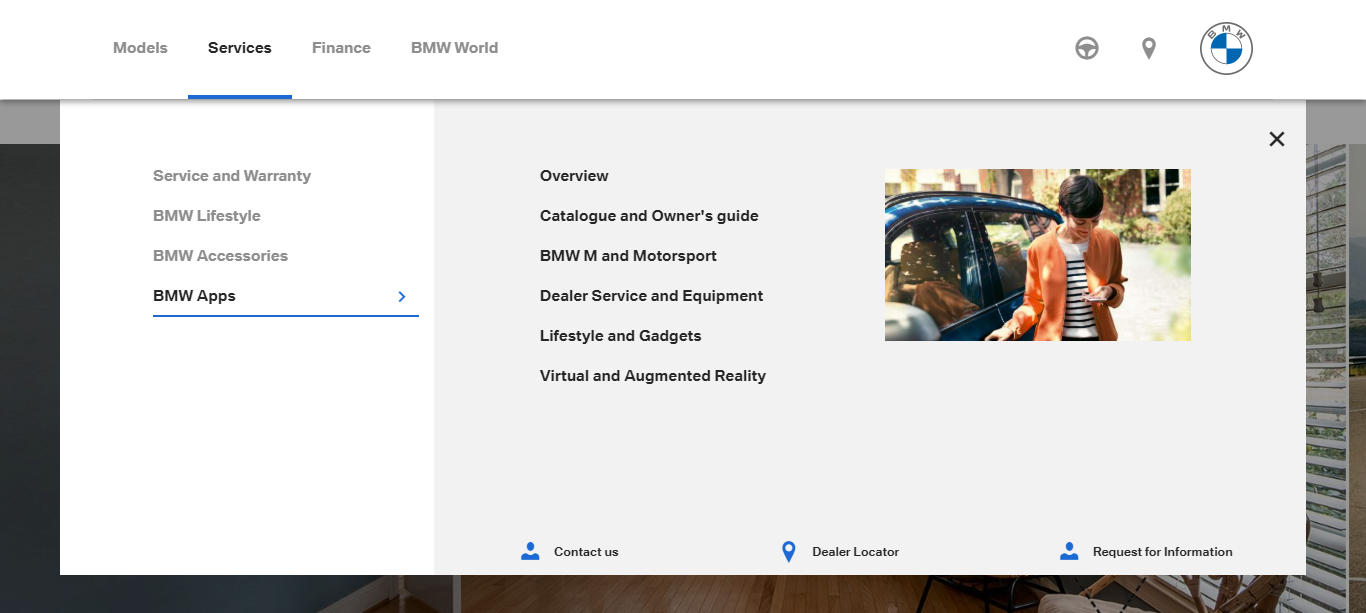 Models
Services
Finance
BMW World
BMW
Service and Warranty
BMW Lifestyle
BMW Accessories
BMW Apps
Overview
Catalogue and Owner's guide
BMW M and Motorsport
Dealer Service and Equipment
Lifestyle and Gadgets
Virtual and Augmented Reality
Contact us
Dealer Locator
Request for Information